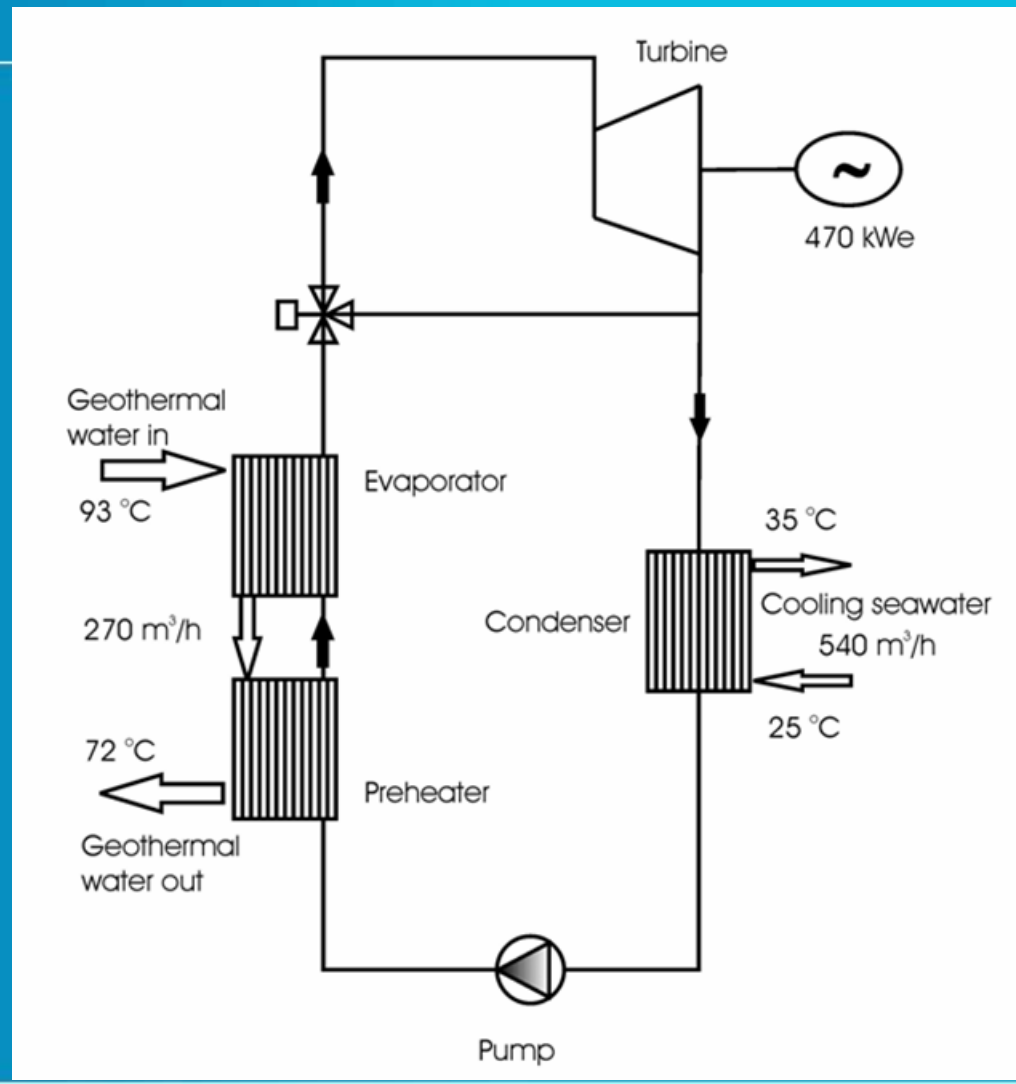 Turbine
~
470 kWe
Geothermal
water in
93 °C
Evaporator
35 °C
Cooling seawater
540 m³/h
Condenser
270 m³/h
25 °C
72 °C
Preheater
Geothermal
water out
Pump